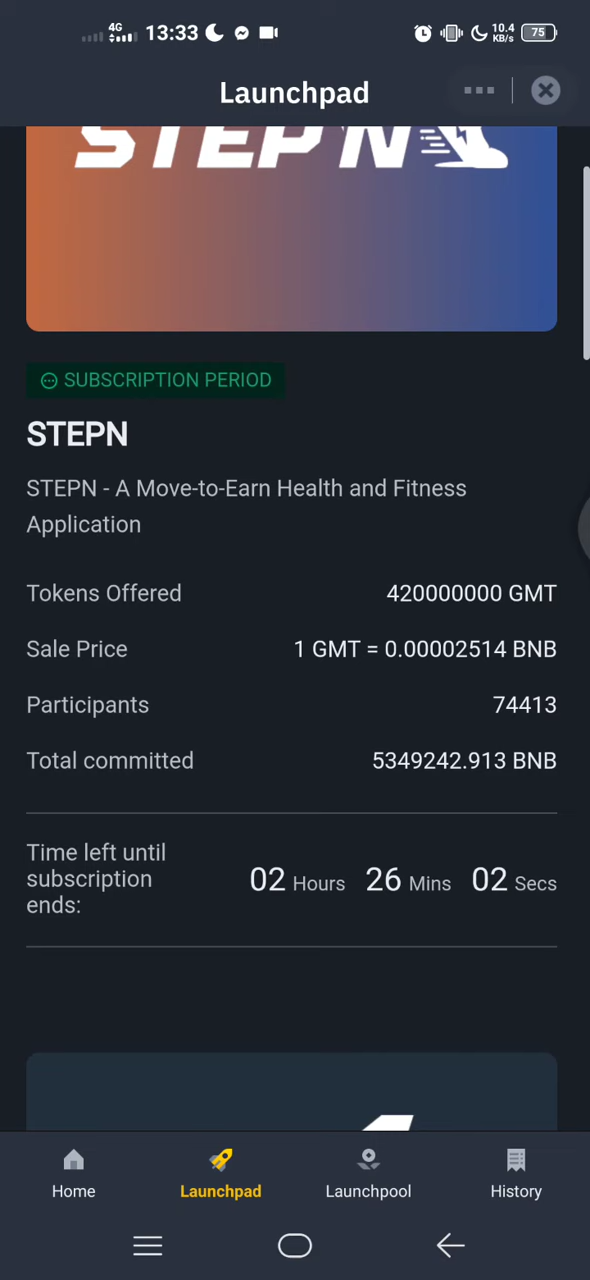 4G
13:33
10.4
KB/s
75
Launchpad
STEPN
SUBSCRIPTION PERIOD
STEPN
STEPN - A Move-to-Earn Health and Fitness
Application
Tokens Offered 420000000 GMT
Sale Price 1 GMT = 0.00002514 BNB
Participants 74413
Total committed 5349242.913 BNB
Time left until
subscription
ends:
02 Hours 26 Mins 02 Secs
Home Launchpad Launchpool History